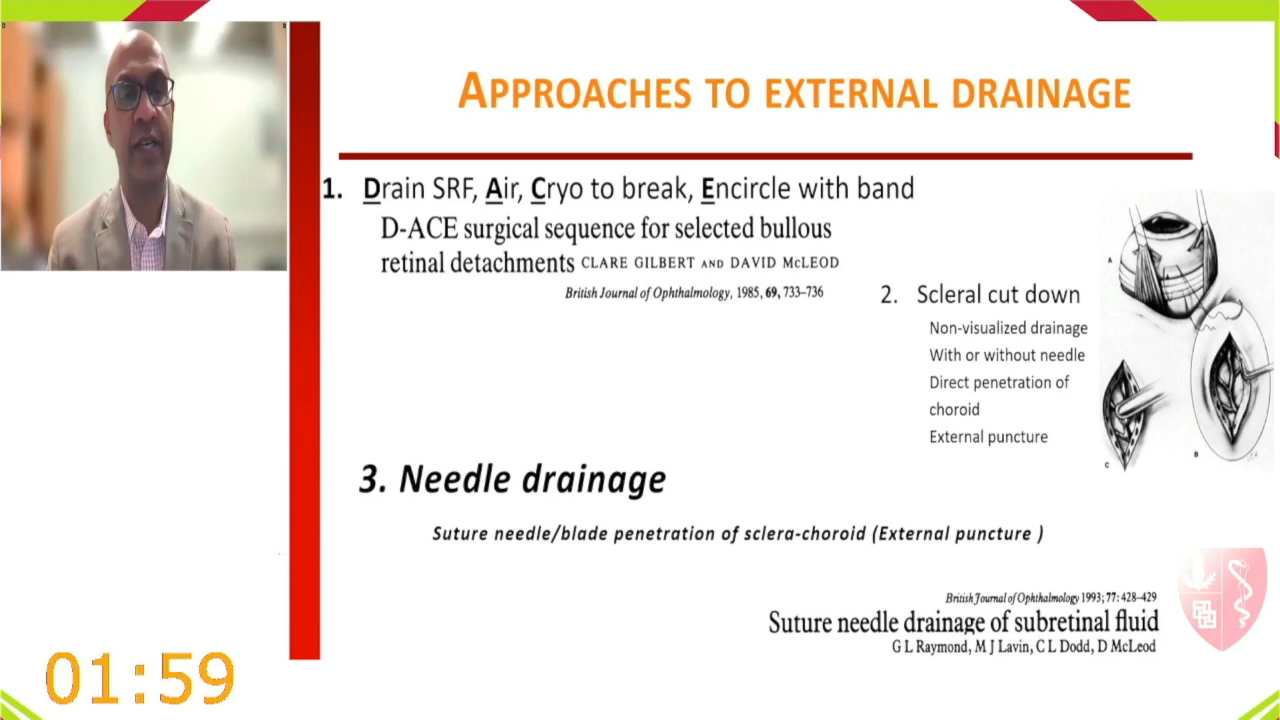 APPROACHES TO EXTERNAL DRAINAGE
1. Drain SRF, Air, Cryo to break, Encircle with band
D-ACE surgical sequence for selected bullous
retinal detachments CLARE GILBERT AND DAVID McLEOD
British Journal of Ophthalmology, 1985, 69, 733–736
2. Scleral cut down
Non-visualized drainage
With or without needle
Direct penetration of
choroid
External puncture
A
B
C
3. Needle drainage
Suture needle/blade penetration of sclera-choroid (External puncture )
British Journal of Ophthalmology 1993; 77: 428–429
Suture needle drainage of subretinal fluid
G L Raymond, M J Lavin, C L Dodd, D McLeod
01:59